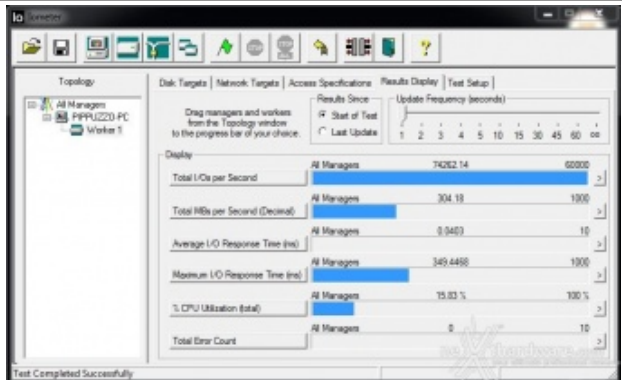 Iometer
Topology
All Managers
PIPPUZZO-PC
Worker 1
Disk Targets | Network Targets | Access Specifications | Results Display | Test Setup
Drag managers and workers
from the Topology window
to the progress bar of your choice.
Results Since
Start of Test
Last Update
Update Frequency (seconds)
1 2 3 4 5 10 15 30 45 60 ∞
Display
All Managers 74262.14 60000
Total I/Os per Second
All Managers 304.18 1000
Total MBs per Second (Decimal)
All Managers 0.0403 10
Average I/O Response Time (ms)
All Managers 349.4468 1000
Maximum I/O Response Time (ms)
All Managers 15.83 % 100 %
% CPU Utilization (total)
All Managers 0 10
Total Error Count
Test Completed Successfully